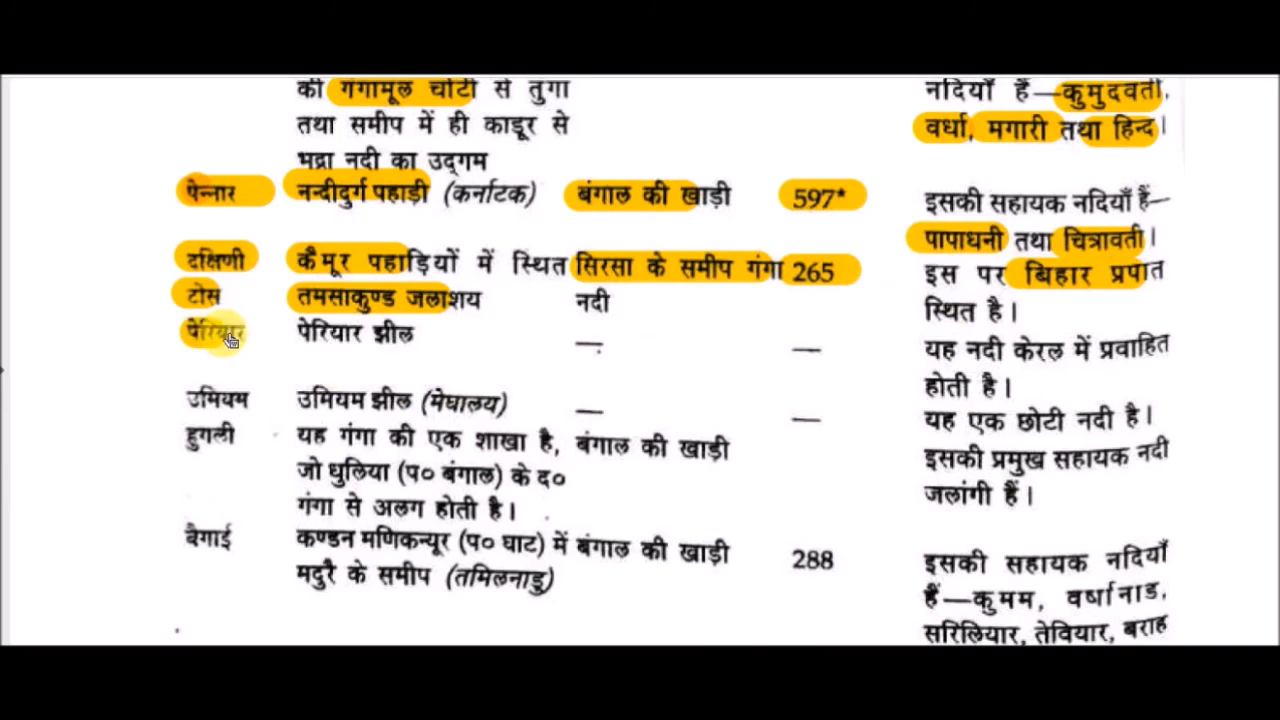 की गंगामूल चोटी से तुगा
तथा समीप में ही काडूर से
भद्रा नदी का उद्गम
नदियाँ हैं—कुमुदवती,
वर्धा, मगारी तथा हिन्द।
पेन्नार नन्दीदुर्ग पहाड़ी (कर्नाटक) बंगाल की खाड़ी 597* इसकी सहायक नदियाँ हैं—
पापाधनी तथा चित्रावती।
दक्षिणी कैमूर पहाड़ियों में स्थित सिरसा के समीप गंगा 265 इस पर बिहार प्रपात
टोंस तमसाकुण्ड जलाशय नदी स्थित है।
पेरियार पेरियार झील — — यह नदी केरल में प्रवाहित
होती है।
उमियम उमियम झील (मेघालय) — — यह एक छोटी नदी है।
हुगली यह गंगा की एक शाखा है, बंगाल की खाड़ी इसकी प्रमुख सहायक नदी
जो धुलिया (प० बंगाल) के द० जलांगी हैं।
गंगा से अलग होती है।
बैगाई कण्डन मणिकन्यूर (प० घाट) में बंगाल की खाड़ी 288 इसकी सहायक नदियाँ
मदुरै के समीप (तमिलनाडु) हैं—कुमम, वर्षानाड,
सरिलियार, तेवियार, बराह